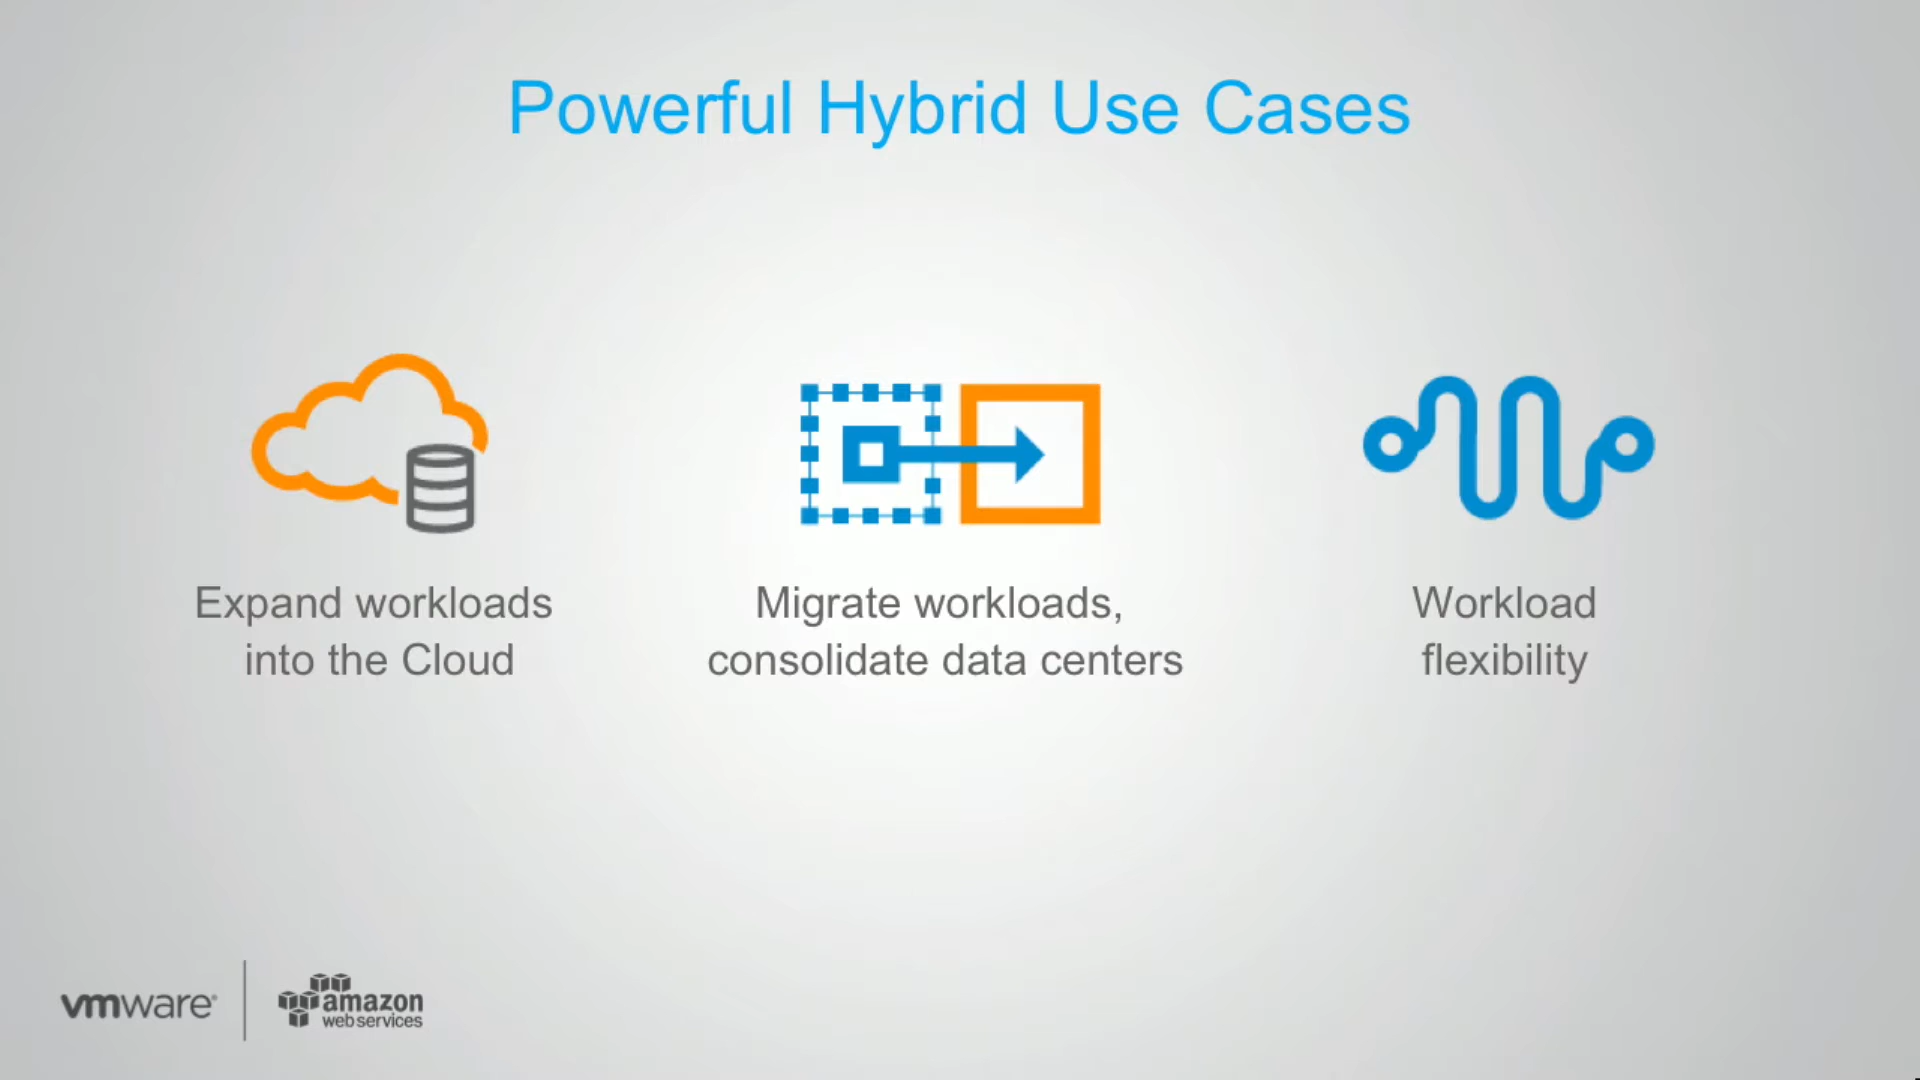 Powerful Hybrid Use Cases
Expand workloads
into the Cloud
Migrate workloads,
consolidate data centers
Workload
flexibility
vmware®
amazon
webservices